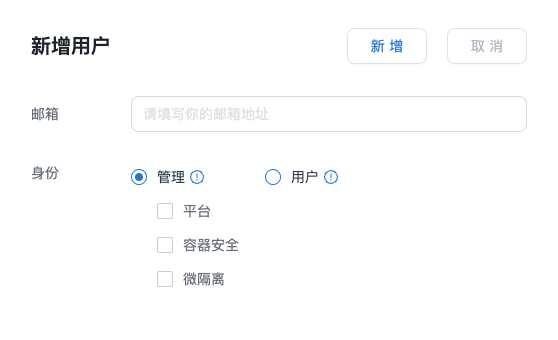 新增用户
新 增
取 消
邮箱
请填写你的邮箱地址
身份
管理
用户
平台
容器安全
微隔离